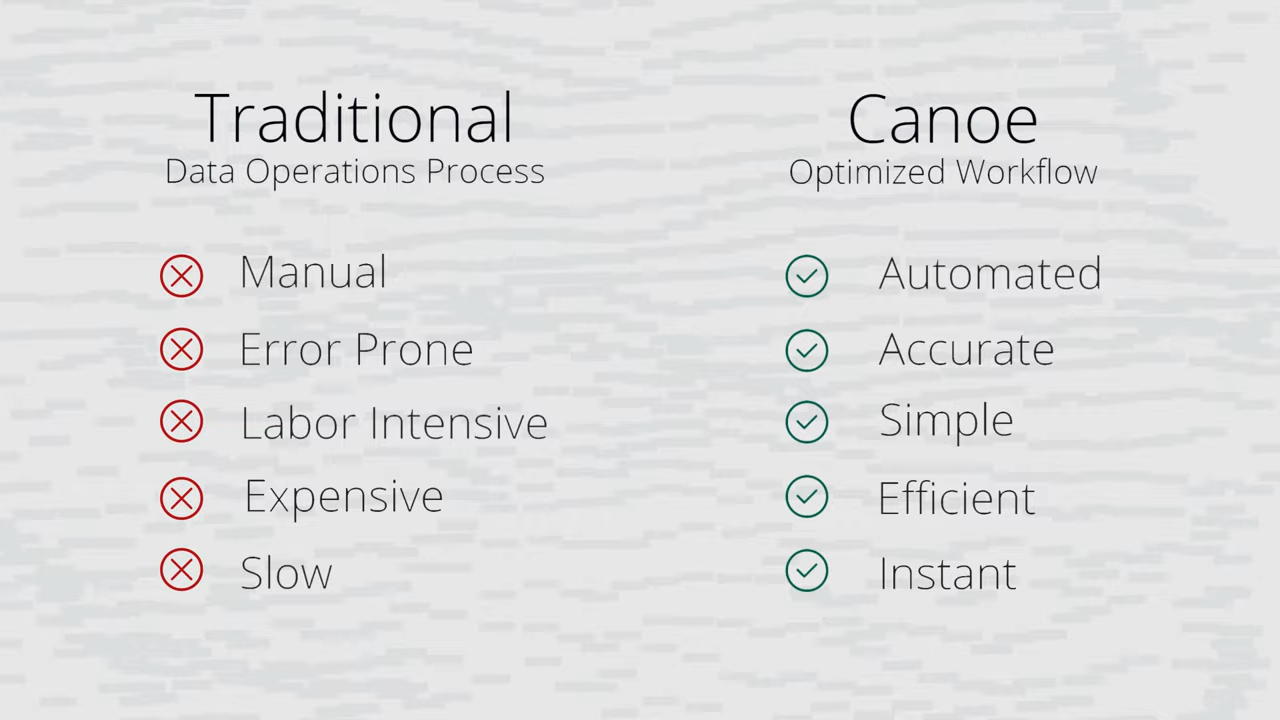 Traditional
Data Operations Process
Manual
Error Prone
Labor Intensive
Expensive
Slow
Canoe
Optimized Workflow
Automated
Accurate
Simple
Efficient
Instant